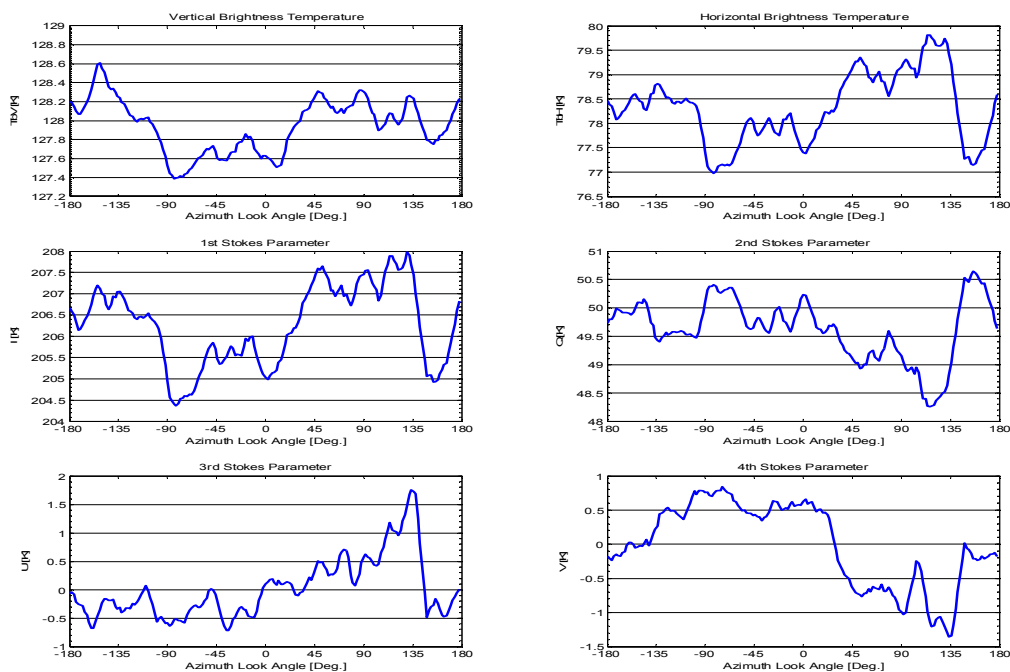 Vertical Brightness Temperature
129
128.8
128.6
128.4
128.2
128
127.8
127.6
127.4
127.2
TbV[K]
-180 -135 -90 -45 0 45 90 135 180
Azimuth Look Angle [Deg.]
Horizontal Brightness Temperature
80
79.5
79
78.5
78
77.5
77
76.5
TbH[K]
-180 -135 -90 -45 0 45 90 135 180
Azimuth Look Angle [Deg.]
1st Stokes Parameter
208
207.5
207
206.5
206
205.5
205
204.5
204
I [K]
-180 -135 -90 -45 0 45 90 135 180
Azimuth Look Angle [Deg.]
2nd Stokes Parameter
51
50.5
50
49.5
49
48.5
48
Q[K]
-180 -135 -90 -45 0 45 90 135 180
Azimuth Look Angle [Deg.]
3rd Stokes Parameter
2
1.5
1
0.5
0
-0.5
-1
U[K]
-180 -135 -90 -45 0 45 90 135 180
Azimuth Look Angle [Deg.]
4th Stokes Parameter
1
0.5
0
-0.5
-1
-1.5
V[K]
-180 -135 -90 -45 0 45 90 135 180
Azimuth Look Angle [Deg.]